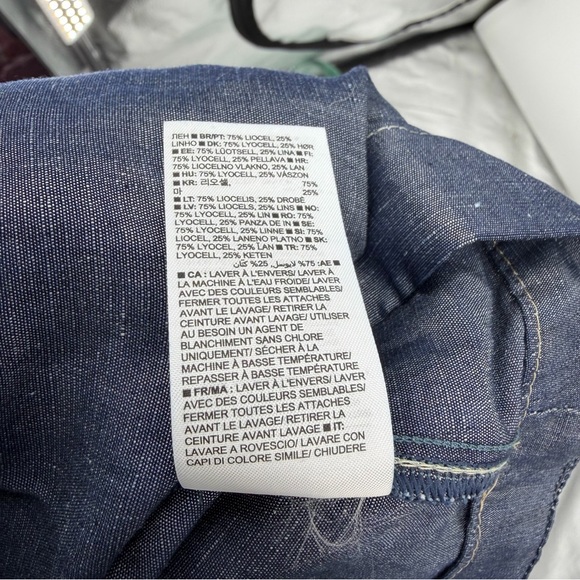 ЛЕН ■ BR/PT: 75% LIOCEL, 25%
LINHO ■ DK: 75% LYOCELL, 25% HØR
■ EE: 75% LÜOTSELL, 25% LINA ■ FI:
75% LYOCELL, 25% PELLAVA ■ HR:
75% LIOCELNO VLAKNO, 25% LAN
■ HU: 75% LYOCELL, 25% VÁSZON
■ KR: 리오셀, 75%
마 25%
■ LT: 75% LIOCELIS, 25% DROBĖ
■ LV: 75% LIOCELS, 25% LINS ■ NO:
75% LYOCELL, 25% LIN ■ RO: 75%
LYOCELL, 25% PANZA DE IN ■ SE:
75% LYOCELL, 25% LINNE ■ SI: 75%
LIOCEL, 25% LANENO PLATNO ■ SK:
75% LYOCEL, 25% ĽAN ■ TR: 75%
LYOCELL, 25% KETEN
■ AE: 75% لايوسل, 25% كتان
■ CA : LAVER À L'ENVERS/ LAVER À
LA MACHINE À L'EAU FROIDE/ LAVER
AVEC DES COULEURS SEMBLABLES/
FERMER TOUTES LES ATTACHES
AVANT LE LAVAGE/ RETIRER LA
CEINTURE AVANT LAVAGE/ UTILISER
AU BESOIN UN AGENT DE
BLANCHIMENT SANS CHLORE
UNIQUEMENT/ SÉCHER À LA
MACHINE À BASSE TEMPÉRATURE/
REPASSER À BASSE TEMPÉRATURE
■ FR/MA : LAVER À L'ENVERS/ LAVER
AVEC DES COULEURS SEMBLABLES/
FERMER TOUTES LES ATTACHES
AVANT LE LAVAGE/ RETIRER LA
CEINTURE AVANT LAVAGE ■ IT:
LAVARE A ROVESCIO/ LAVARE CON
CAPI DI COLORE SIMILE/ CHIUDERE